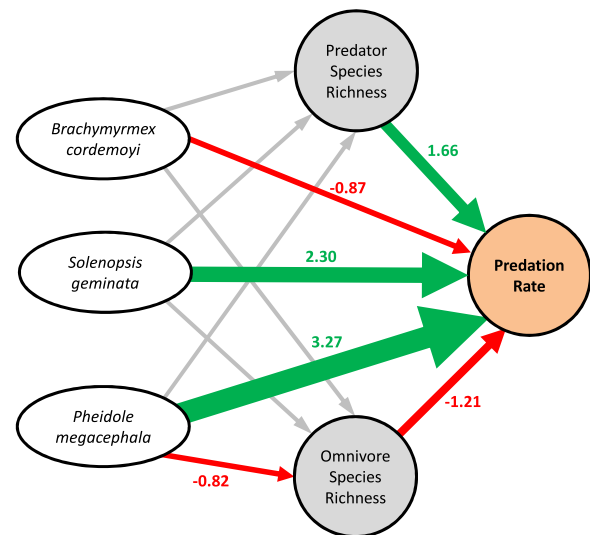 Predator
Species
Richness
Brachymyrmex
cordemoyi
1.66
-0.87
Solenopsis
geminata
2.30
Predation
Rate
3.27
Pheidole
megacephala
-1.21
Omnivore
Species
Richness
-0.82